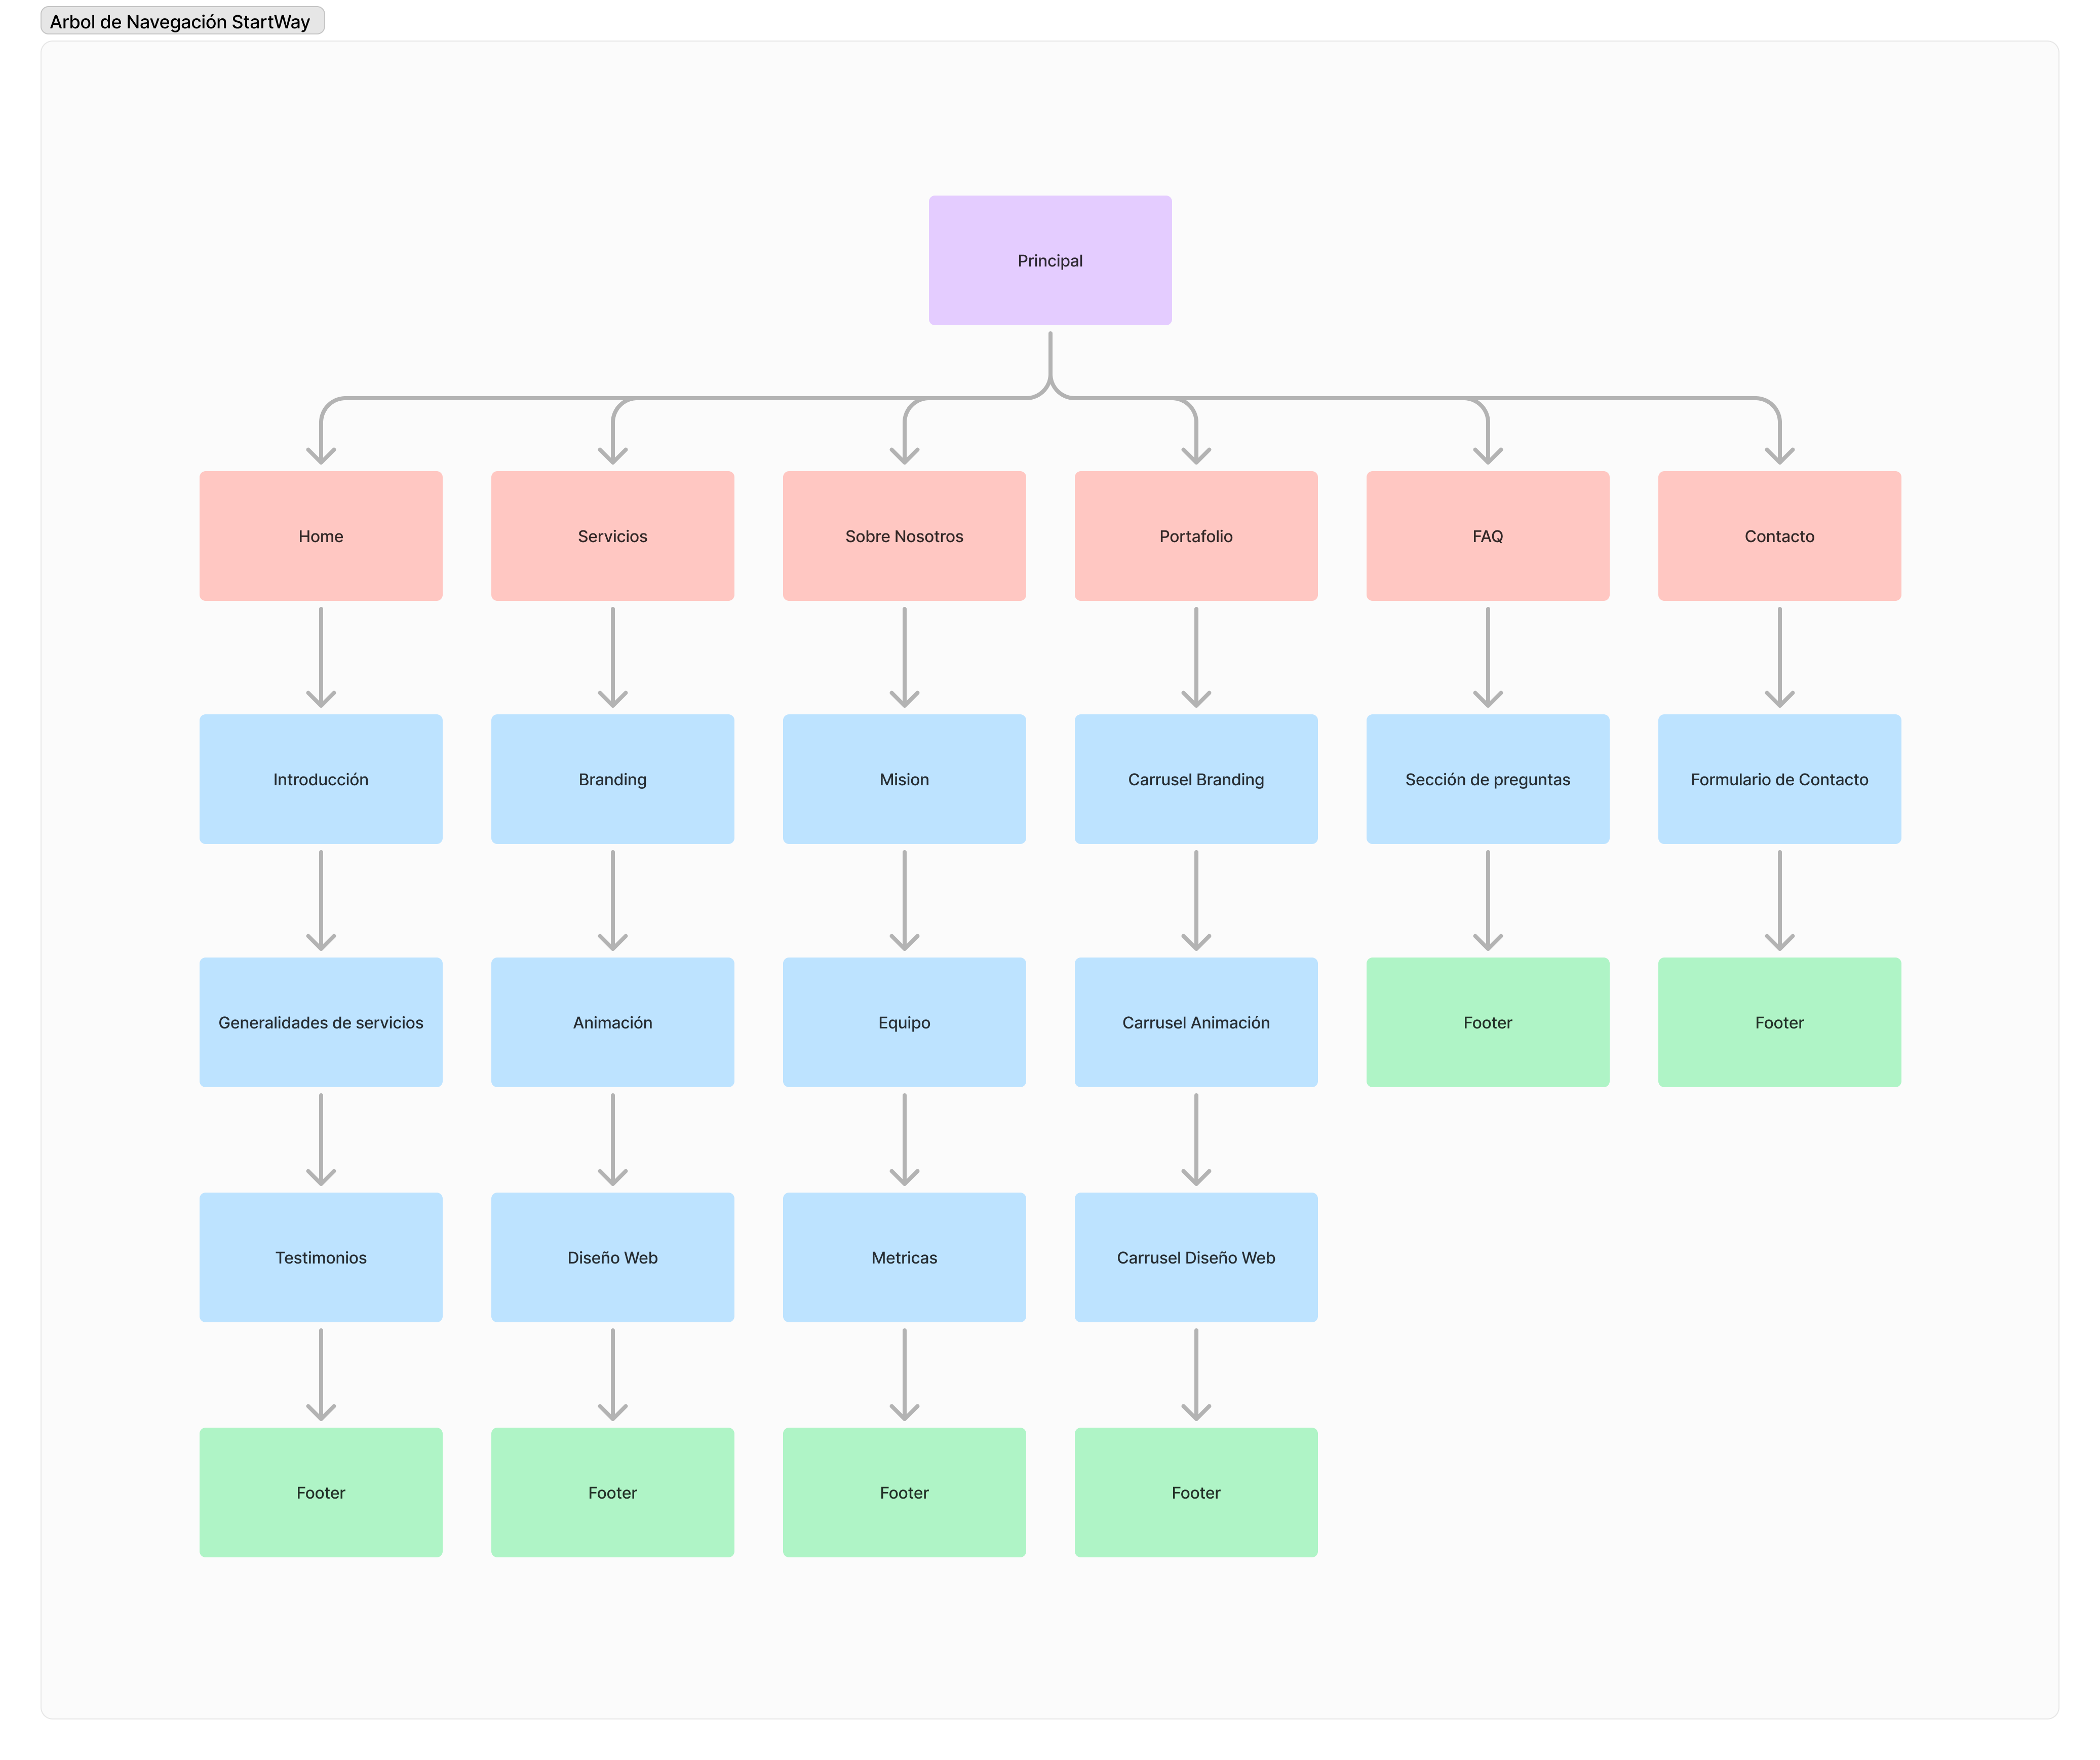 Arbol de Navegación StartWay
Principal
Home
Servicios
Sobre Nosotros
Portafolio
FAQ
Contacto
Introducción
Branding
Mision
Carrusel Branding
Sección de preguntas
Formulario de Contacto
Generalidades de servicios
Animación
Equipo
Carrusel Animación
Footer
Footer
Testimonios
Diseño Web
Metricas
Carrusel Diseño Web
Footer
Footer
Footer
Footer